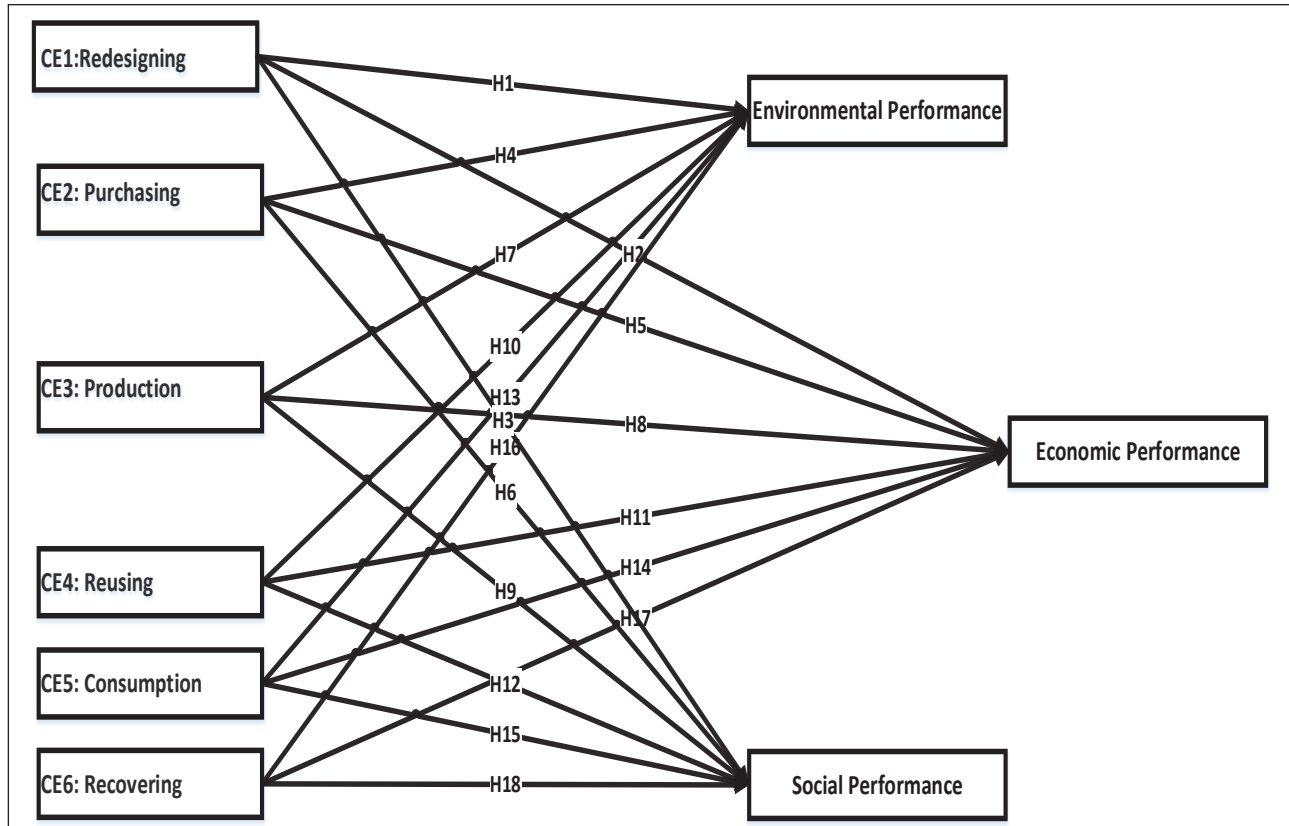 CE1:Redesigning
H1
Environmental Performance
H4
CE2: Purchasing
H7
H2
H5
H10
CE3: Production
H13
H3
H8
H16
Economic Performance
H6
H11
CE4: Reusing
H14
H9
H17
CE5: Consumption
H12
H15
CE6: Recovering
H18
Social Performance